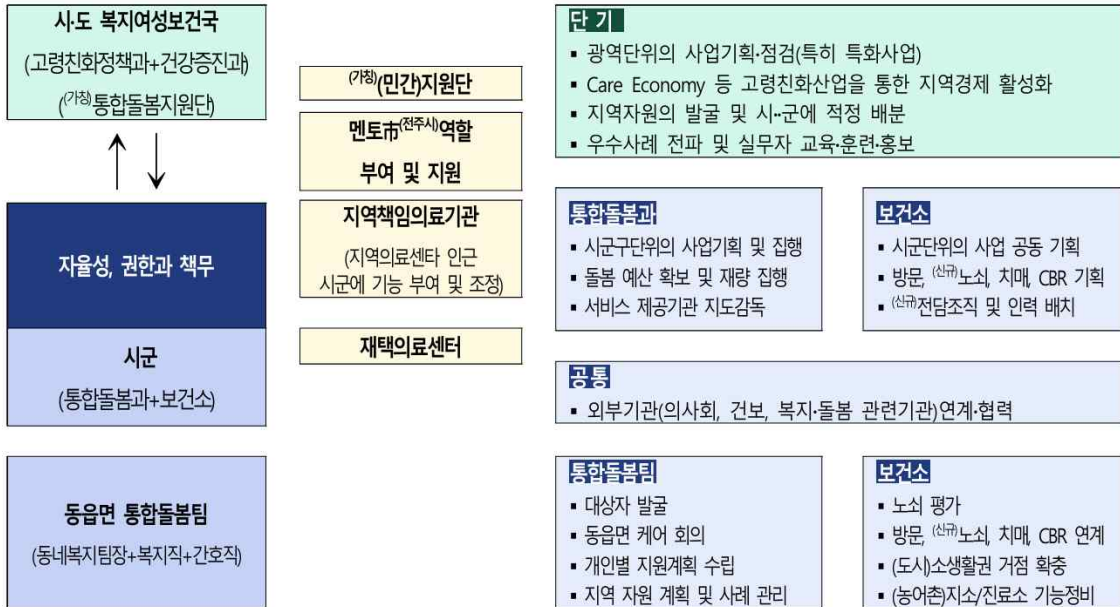 시·도 복지여성보건국
(고령친화정책과+건강증진과)
((가칭)통합돌봄지원단)
자율성, 권한과 책무
시군
(통합돌봄과+보건소)
동읍면 통합돌봄팀
(동네복지팀장+복지직+간호직)
(가칭)(민간)지원단
멘토市(전주시)역할
부여 및 지원
지역책임의료기관
(지역의료센타 인근
시군에 기능 부여 및 조정)
재택의료센터
단 기
▪ 광역단위의 사업기획·점검(특히 특화사업)
▪ Care Economy 등 고령친화산업을 통한 지역경제 활성화
▪ 지역자원의 발굴 및 시··군에 적정 배분
▪ 우수사례 전파 및 실무자 교육·훈련·홍보
통합돌봄과
▪ 시군구단위의 사업기획 및 집행
▪ 돌봄 예산 확보 및 재량 집행
▪ 서비스 제공기관 지도감독
보건소
▪ 시군단위의 사업 공동 기획
▪ 방문, (신규)노쇠, 치매, CBR 기획
▪ (신규)전담조직 및 인력 배치
공통
▪ 외부기관(의사회, 건보, 복지·돌봄 관련기관)연계·협력
통합돌봄팀
▪ 대상자 발굴
▪ 동읍면 케어 회의
▪ 개인별 지원계획 수립
▪ 지역 자원 계획 및 사례 관리
보건소
▪ 노쇠 평가
▪ 방문, (신규)노쇠, 치매, CBR 연계
▪ (도시)소생활권 거점 확충
▪ (농어촌)지소/진료소 기능정비